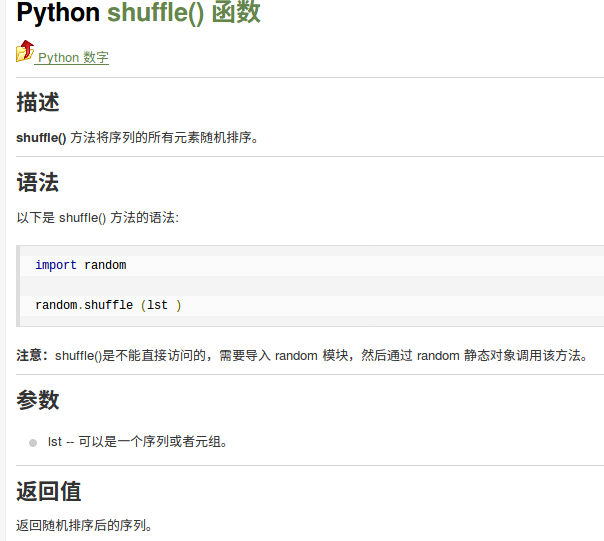 Python shuffle() 函数
Python 数字
描述
shuffle() 方法将序列的所有元素随机排序。
语法
以下是 shuffle() 方法的语法:
import random
random.shuffle (lst )
注意：shuffle()是不能直接访问的，需要导入 random 模块，然后通过 random 静态对象调用该方法。
参数
lst -- 可以是一个序列或者元组。
返回值
返回随机排序后的序列。